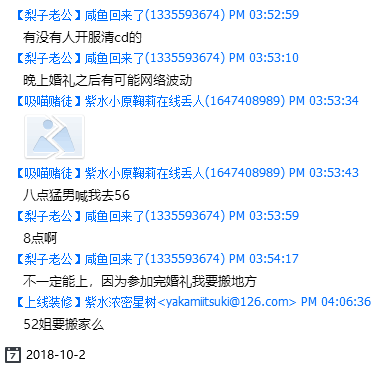 【梨子老公】咸鱼回来了(1335593674) PM 03:52:59
有没有人开服清cd的
【梨子老公】咸鱼回来了(1335593674) PM 03:53:10
晚上婚礼之后有可能网络波动
【吸喵赌徒】紫水小原鞠莉在线丢人(1647408989) PM 03:53:34
【吸喵赌徒】紫水小原鞠莉在线丢人(1647408989) PM 03:53:43
八点猛男喊我去56
【梨子老公】咸鱼回来了(1335593674) PM 03:53:59
8点啊
【梨子老公】咸鱼回来了(1335593674) PM 03:54:17
不一定能上，因为参加完婚礼我要搬地方
【上线装修】紫水浓密星树<yakamiitsuki@126.com> PM 04:06:36
52姐要搬家么
7 2018-10-2